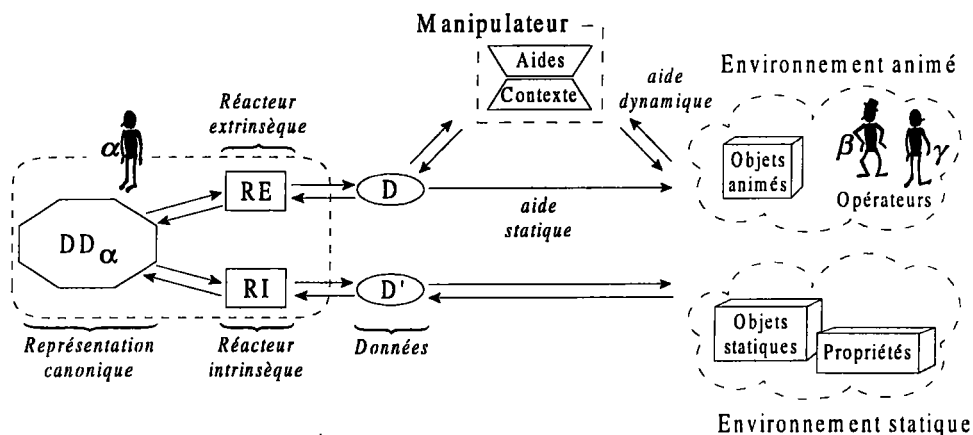 Manipulateur
Aides
Contexte
aide
dynamique
Environnement animé
Réacteur
extrinsèque
α
β
γ
Objets
animés
Opérateurs
RE
D
aide
statique
DDα
RI
D'
Objets
statiques
Propriétés
Représentation
canonique
Réacteur
intrinsèque
Données
Environnement statique